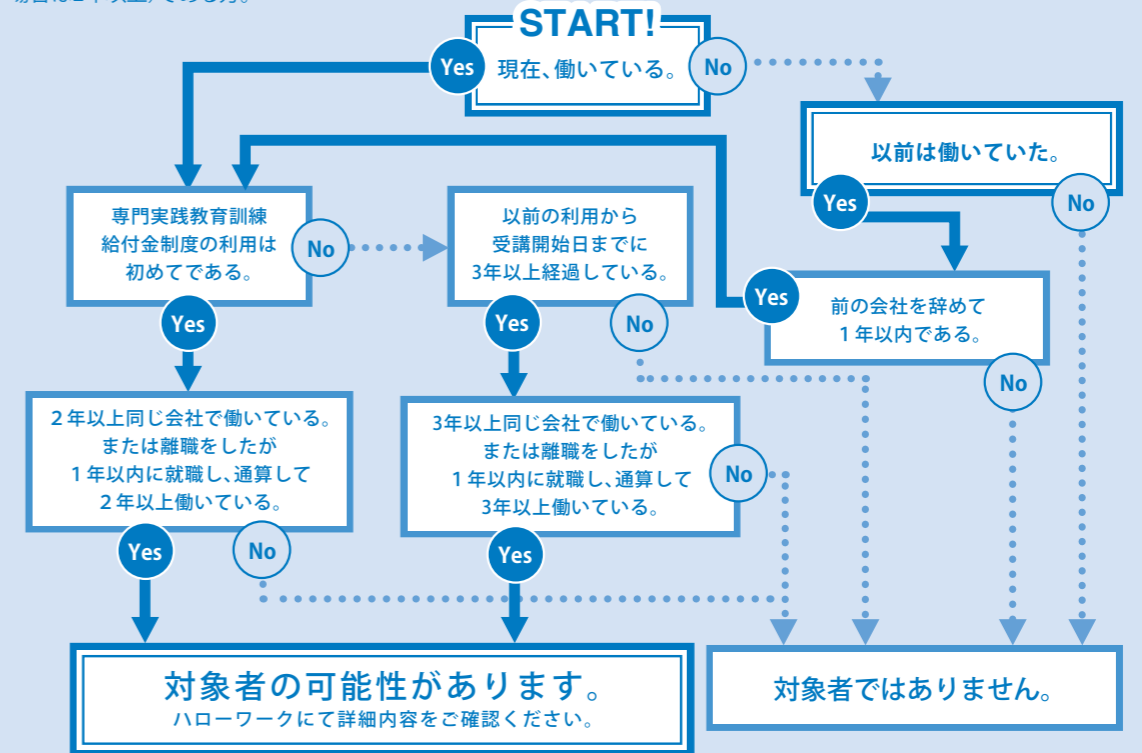 START!
現在、働いている。
Yes
No
以前は働いていた。
Yes
No
専門実践教育訓練
給付金制度の利用は
初めてである。
No
Yes
以前の利用から
受講開始日までに
3年以上経過している。
Yes
No
前の会社を辞めて
1年以内である。
Yes
No
2年以上同じ会社で働いている。
または離職をしたが
1年以内に就職し、通算して
2年以上働いている。
Yes
No
3年以上同じ会社で働いている。
または離職をしたが
1年以内に就職し、通算して
3年以上働いている。
No
Yes
対象者の可能性があります。
ハローワークにて詳細内容をご確認ください。
対象者ではありません。